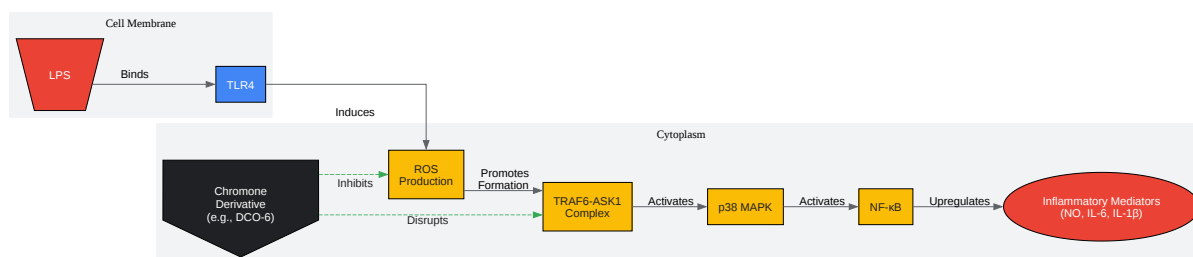 Cell Membrane
LPS
Binds
TLR4
Induces
Cytoplasm
Chromone
Derivative
(e.g., DCO-6)
Inhibits
Disrupts
ROS
Production
Promotes
Formation
TRAF6-ASK1
Complex
Activates
p38 MAPK
Activates
NF-κB
Upregulates
Inflammatory Mediators
(NO, IL-6, IL-1β)